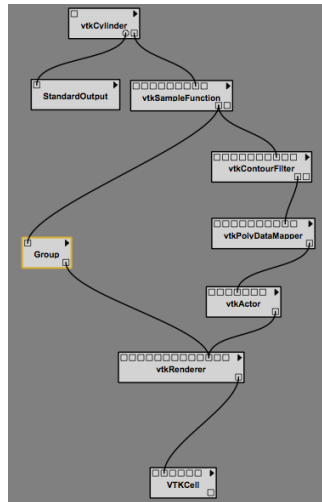 vtkCylinder
StandardOutput
vtkSampleFunction
vtkContourFilter
vtkPolyDataMapper
Group
vtkActor
vtkRenderer
VTKCell